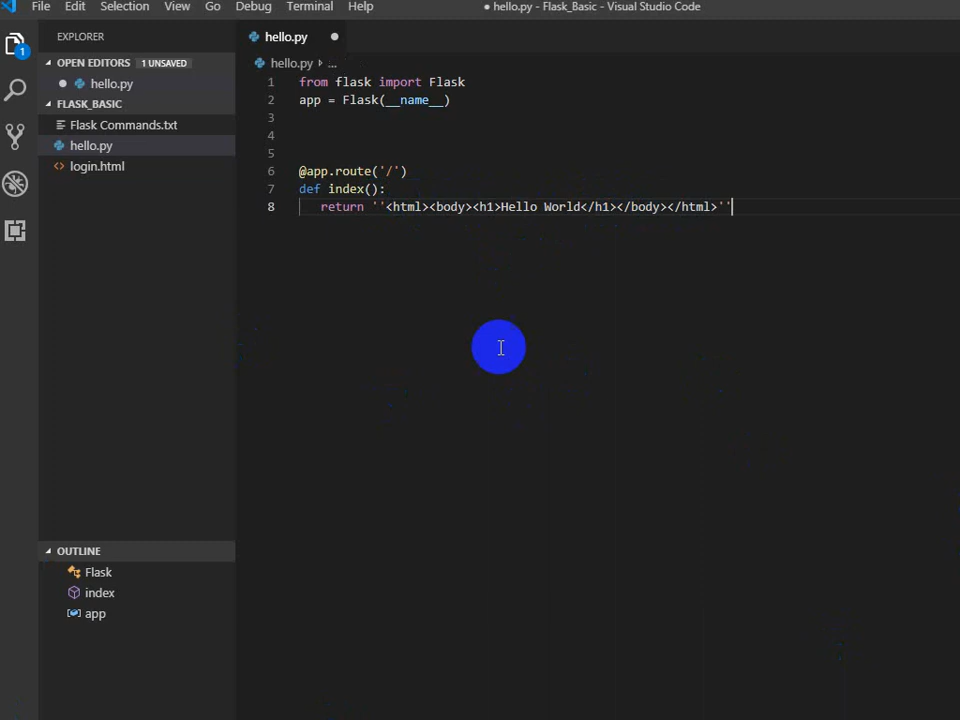 File Edit Selection View Go Debug Terminal Help ● hello.py - Flask_Basic - Visual Studio Code
EXPLORER
hello.py
OPEN EDITORS 1 UNSAVED
hello.py
FLASK_BASIC
Flask Commands.txt
hello.py
login.html
hello.py ...
1 from flask import Flask
2 app = Flask(__name__)
3
4
5
6 @app.route('/')
7 def index():
8 return ''<html><body><h1>Hello World</h1></body></html>''
1
OUTLINE
Flask
index
app